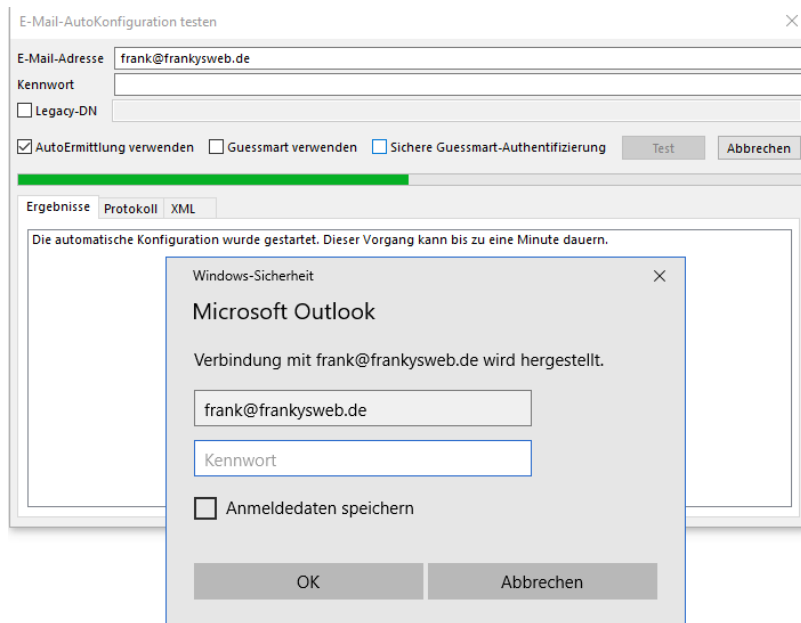 E-Mail-AutoKonfiguration testen
E-Mail-Adresse frank@frankysweb.de
Kennwort
Legacy-DN
AutoErmittlung verwenden Guessmart verwenden Sichere Guessmart-Authentifizierung Test Abbrechen
Ergebnisse Protokoll XML
Die automatische Konfiguration wurde gestartet. Dieser Vorgang kann bis zu eine Minute dauern.
Windows-Sicherheit
Microsoft Outlook
Verbindung mit frank@frankysweb.de wird hergestellt.
frank@frankysweb.de
Kennwort
Anmeldedaten speichern
OK Abbrechen